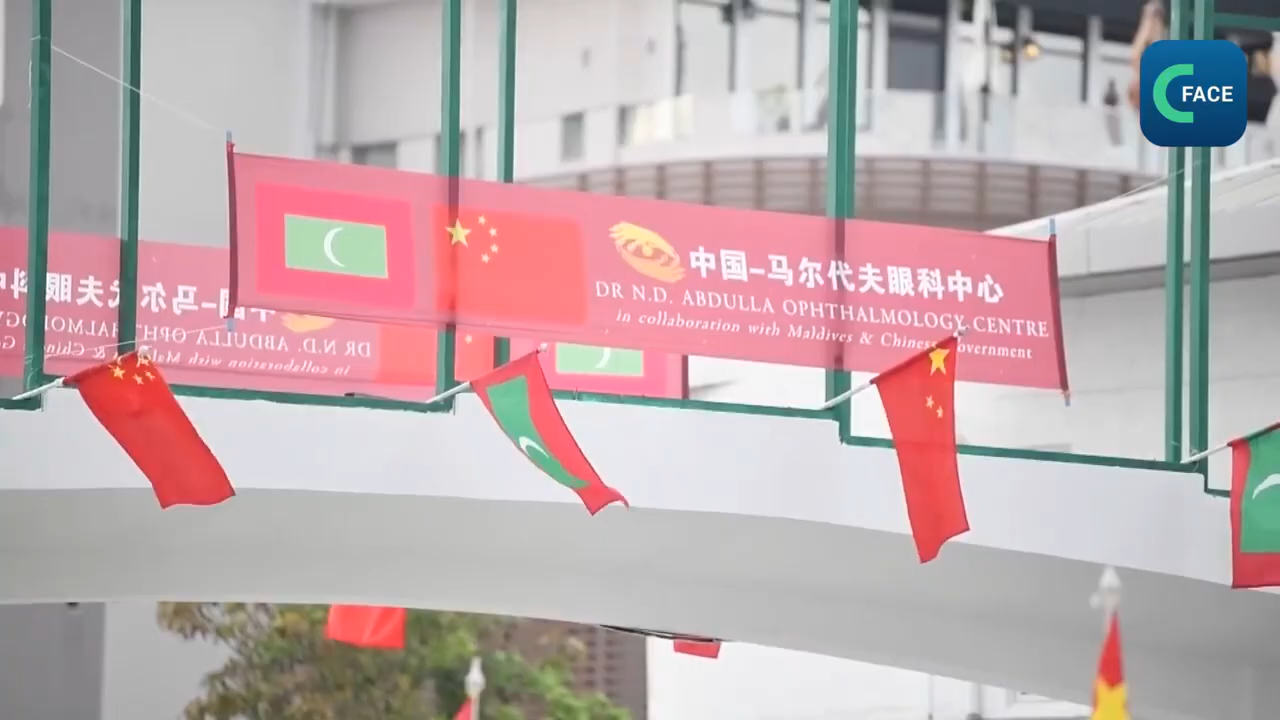 FACE
中国-马尔代夫眼科中心
DR N.D. ABDULLA OPHTHALMOLOGY CENTRE
in collaboration with Maldives & Chinese Government